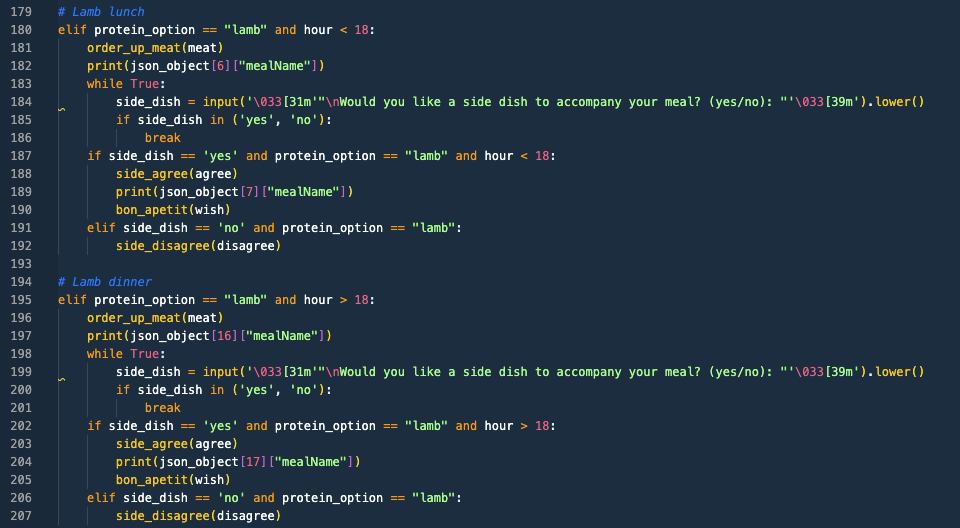 179 # Lamb lunch
180 elif protein_option == "lamb" and hour < 18:
181     order_up_meat(meat)
182     print(json_object[6]["mealName"])
183     while True:
184         side_dish = input('\033[31m'"\nWould you like a side dish to accompany your meal? (yes/no): "'\033[39m').lower()
185         if side_dish in ('yes', 'no'):
186             break
187     if side_dish == 'yes' and protein_option == "lamb" and hour < 18:
188         side_agree(agree)
189         print(json_object[7]["mealName"])
190         bon_apetit(wish)
191     elif side_dish == 'no' and protein_option == "lamb":
192         side_disagree(disagree)
193
194 # Lamb dinner
195 elif protein_option == "lamb" and hour > 18:
196     order_up_meat(meat)
197     print(json_object[16]["mealName"])
198     while True:
199         side_dish = input('\033[31m'"\nWould you like a side dish to accompany your meal? (yes/no): "'\033[39m').lower()
200         if side_dish in ('yes', 'no'):
201             break
202     if side_dish == 'yes' and protein_option == "lamb" and hour > 18:
203         side_agree(agree)
204         print(json_object[17]["mealName"])
205         bon_apetit(wish)
206     elif side_dish == 'no' and protein_option == "lamb":
207         side_disagree(disagree)